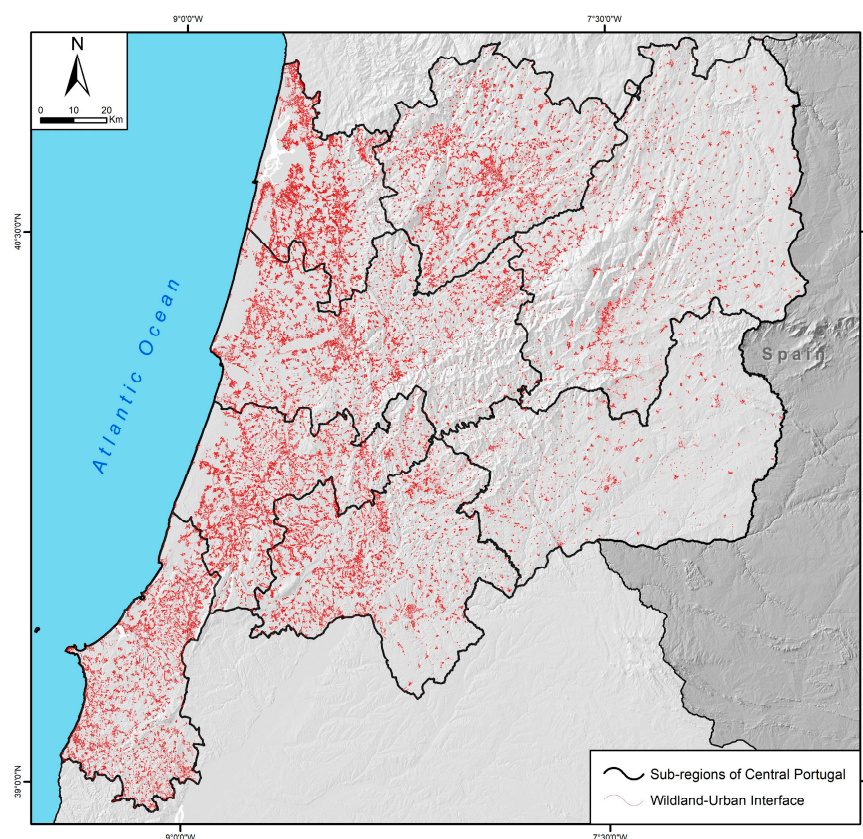 9°0'0"W
7°30'0"W
N
0 10 20
Km
40°30'0"N
Atlantic Ocean
Spain
39°0'0"N
Sub-regions of Central Portugal
Wildland-Urban Interface
9°0'0"W
7°30'0"W